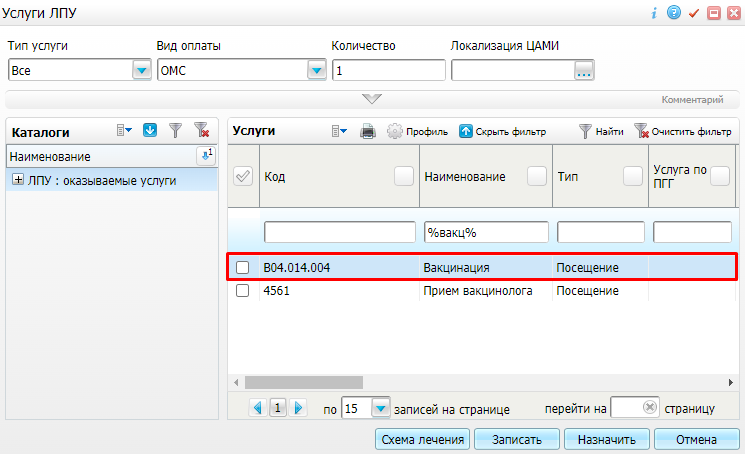 Услуги ЛПУ
Тип услуги Вид оплаты Количество Локализация ЦАМИ
Все ОМС 1 ...
Комментарий
Каталоги
Наименование
ЛПУ : оказываемые услуги
Услуги Профиль Скрыть фильтр Найти Очистить фильтр
Код Наименование Тип Услуга по ПГГ
%вакц%
B04.014.004 Вакцинация Посещение
4561 Прием вакцинолога Посещение
1 по 15 записей на странице перейти на страницу
Схема лечения Записать Назначить Отмена